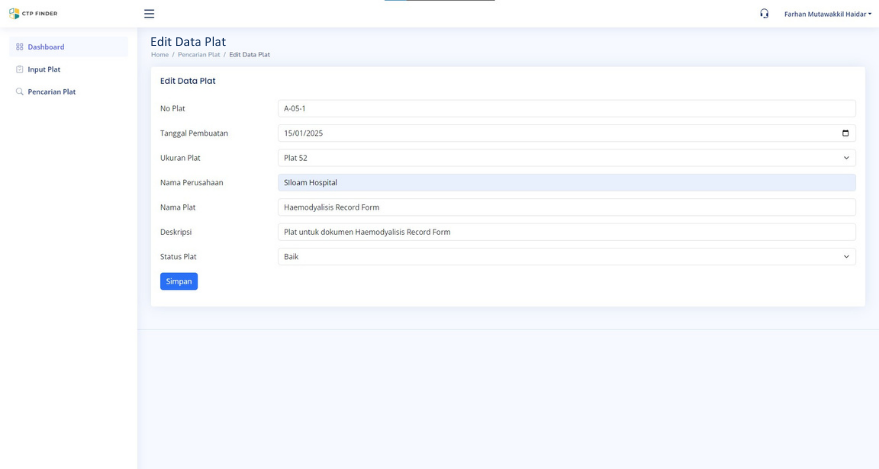 CTP FINDER
Farhan Mutawakkil Haidar
Dashboard
Input Plat
Pencarian Plat
Edit Data Plat
Home / Pencarian Plat / Edit Data Plat
Edit Data Plat
No Plat A-05-1
Tanggal Pembuatan 15/01/2025
Ukuran Plat Plat 52
Nama Perusahaan SIloam Hospital
Nama Plat Haemodyalisis Record Form
Deskripsi Plat untuk dokumen Haemodyalisis Record Form
Status Plat Baik
Simpan